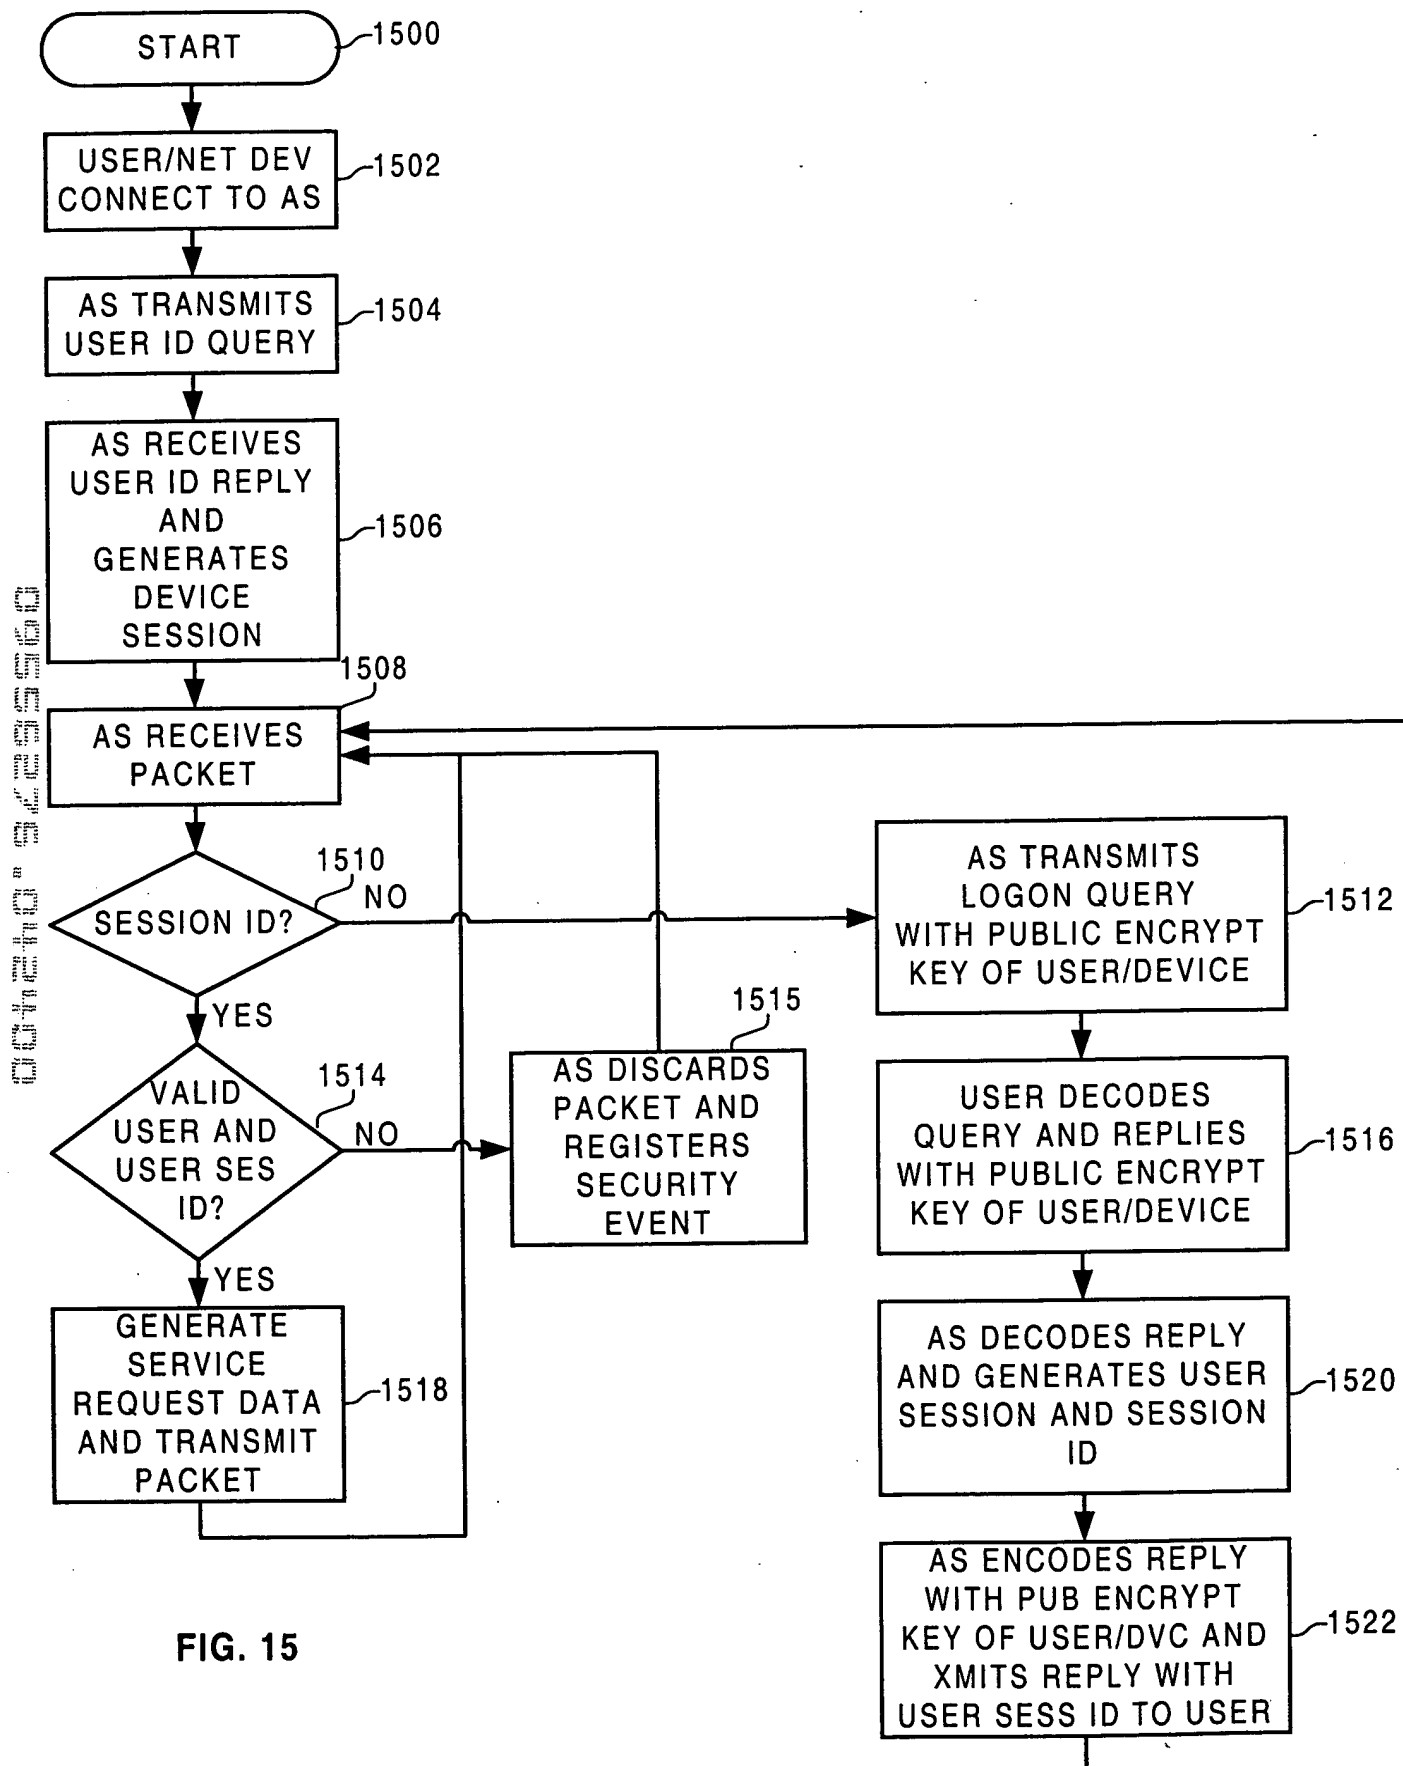 START
1500
USER/NET DEV
CONNECT TO AS
1502
AS TRANSMITS
USER ID QUERY
1504
AS RECEIVES
USER ID REPLY
AND
GENERATES
DEVICE
SESSION
1506
1508
AS RECEIVES
PACKET
1510
SESSION ID?
NO
YES
1514
VALID
USER AND
USER SES
ID?
NO
YES
GENERATE
SERVICE
REQUEST DATA
AND TRANSMIT
PACKET
1518
1515
AS DISCARDS
PACKET AND
REGISTERS
SECURITY
EVENT
AS TRANSMITS
LOGON QUERY
WITH PUBLIC ENCRYPT
KEY OF USER/DEVICE
1512
USER DECODES
QUERY AND REPLIES
WITH PUBLIC ENCRYPT
KEY OF USER/DEVICE
1516
AS DECODES REPLY
AND GENERATES USER
SESSION AND SESSION
ID
1520
AS ENCODES REPLY
WITH PUB ENCRYPT
KEY OF USER/DVC AND
XMITS REPLY WITH
USER SESS ID TO USER
1522
FIG. 15
09556276.042400